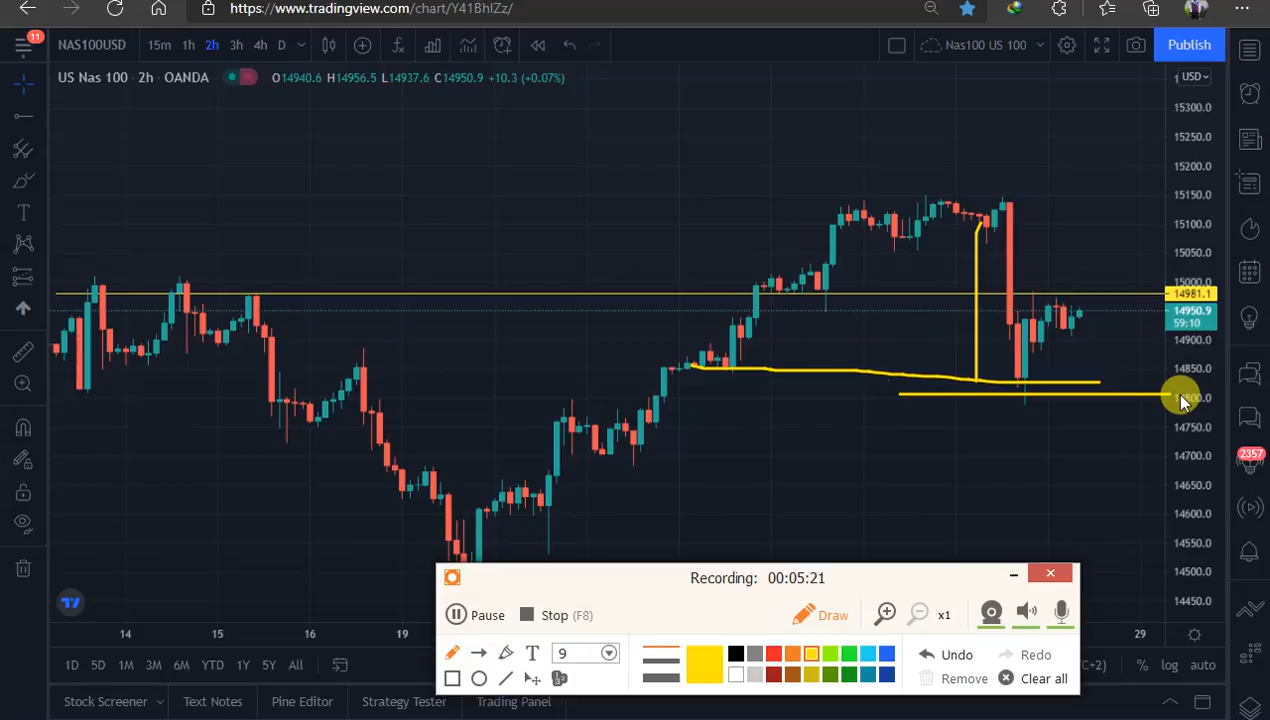 https://www.tradingview.com/chart/Y41BhlZz/
11
NAS100USD 15m 1h 2h 3h 4h D Nas100 US 100 Publish
US Nas 100 · 2h · OANDA O14940.6 H14956.5 L14937.6 C14950.9 +10.3 (+0.07%)
USD
15300.0
15250.0
15200.0
15150.0
15100.0
15050.0
15000.0
14981.1
14950.9
59:10
14900.0
14850.0
14750.0
14700.0
14650.0
14600.0
14550.0
14500.0
14450.0
2357
14 15 16 19 29
Recording: 00:05:21
Pause Stop (F8) Draw x1
T 9 Undo Redo
Remove Clear all
1D 5D 1M 3M 6M YTD 1Y 5Y All % log auto
Stock Screener Text Notes Pine Editor Strategy Tester Trading Panel